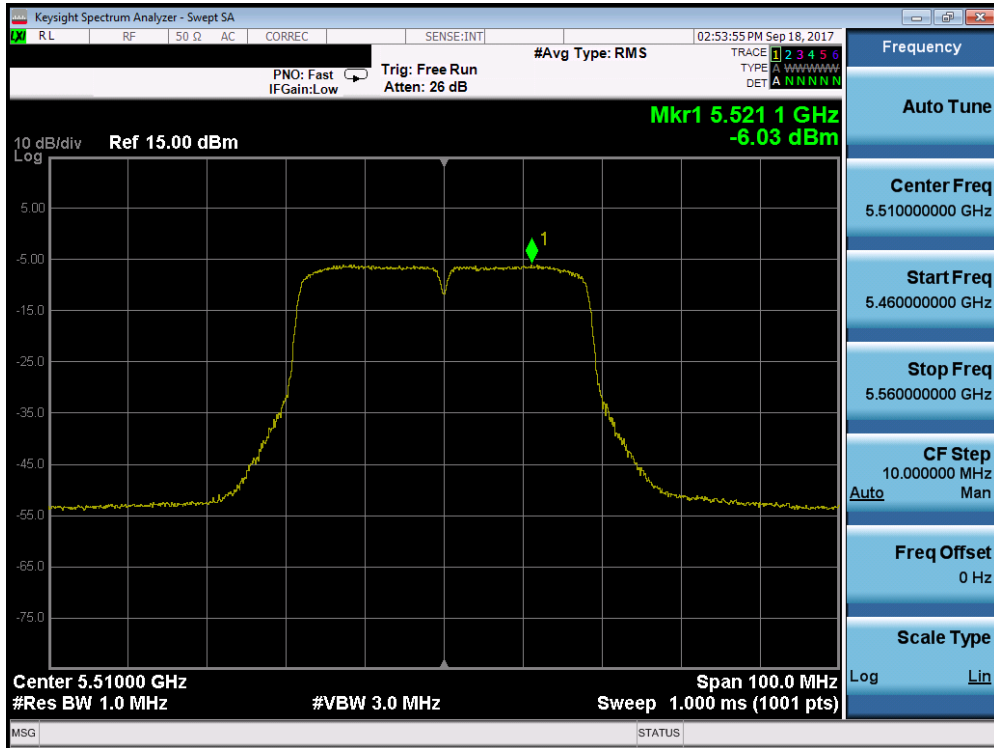 Keysight Spectrum Analyzer - Swept SA
LXI RL RF 50 Ω AC CORREC SENSE:INT 02:53:55 PM Sep 18, 2017
#Avg Type: RMS TRACE 1 2 3 4 5 6
PNO: Fast Trig: Free Run TYPE A WWWWW
IFGain:Low Atten: 26 dB DET A N N N N N
Mkr1 5.521 1 GHz
-6.03 dBm
10 dB/div Ref 15.00 dBm
Log
5.00
-5.00
-15.0
-25.0
-35.0
-45.0
-55.0
-65.0
-75.0
1
Center 5.51000 GHz Span 100.0 MHz
#Res BW 1.0 MHz #VBW 3.0 MHz Sweep 1.000 ms (1001 pts)
MSG STATUS
Frequency
Auto Tune
Center Freq
5.510000000 GHz
Start Freq
5.460000000 GHz
Stop Freq
5.560000000 GHz
CF Step
10.000000 MHz
Auto Man
Freq Offset
0 Hz
Scale Type
Log Lin